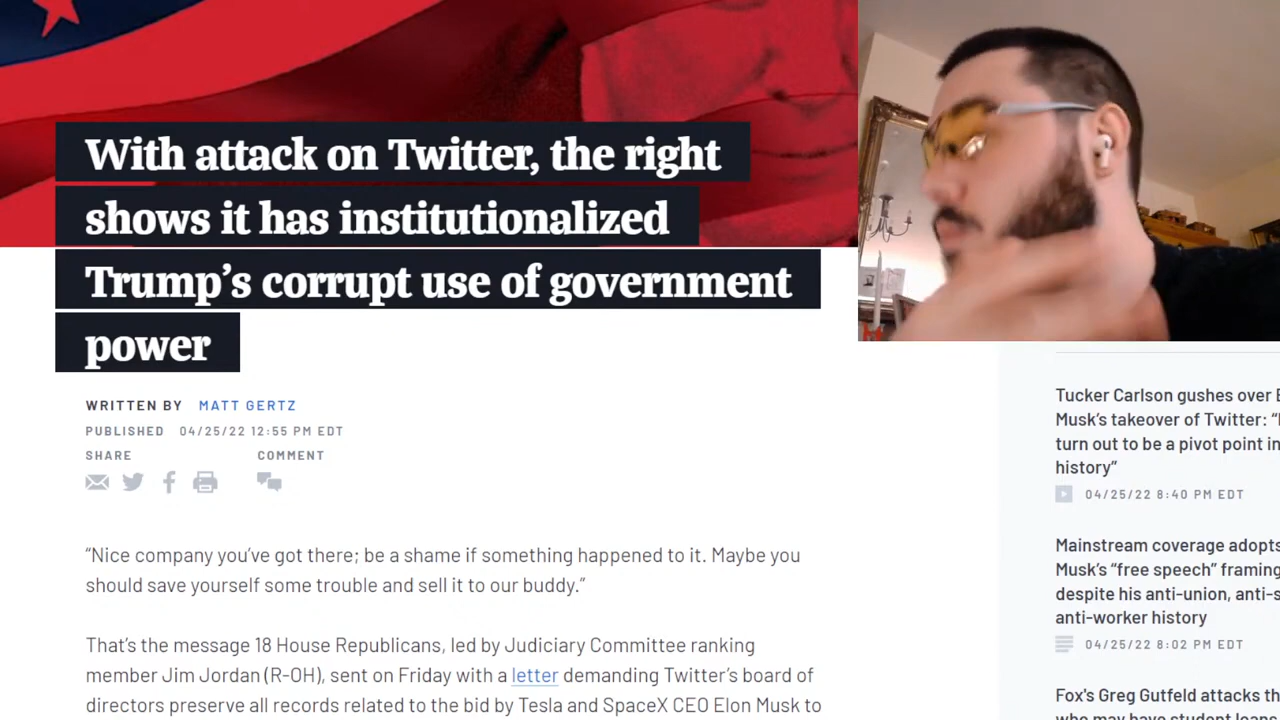 With attack on Twitter, the right
shows it has institutionalized
Trump’s corrupt use of government
power
WRITTEN BY MATT GERTZ
PUBLISHED 04/25/22 12:55 PM EDT
SHARE COMMENT
“Nice company you’ve got there; be a shame if something happened to it. Maybe you
should save yourself some trouble and sell it to our buddy.”
That’s the message 18 House Republicans, led by Judiciary Committee ranking
member Jim Jordan (R-OH), sent on Friday with a letter demanding Twitter’s board of
directors preserve all records related to the bid by Tesla and SpaceX CEO Elon Musk to
Tucker Carlson gushes over
Musk’s takeover of Twitter:
turn out to be a pivot point in
history”
04/25/22 8:40 PM EDT
Mainstream coverage adopts
Musk’s “free speech” framing
despite his anti-union,
anti-worker history
04/25/22 8:02 PM EDT
Fox's Greg Gutfeld attacks
who may have student loans